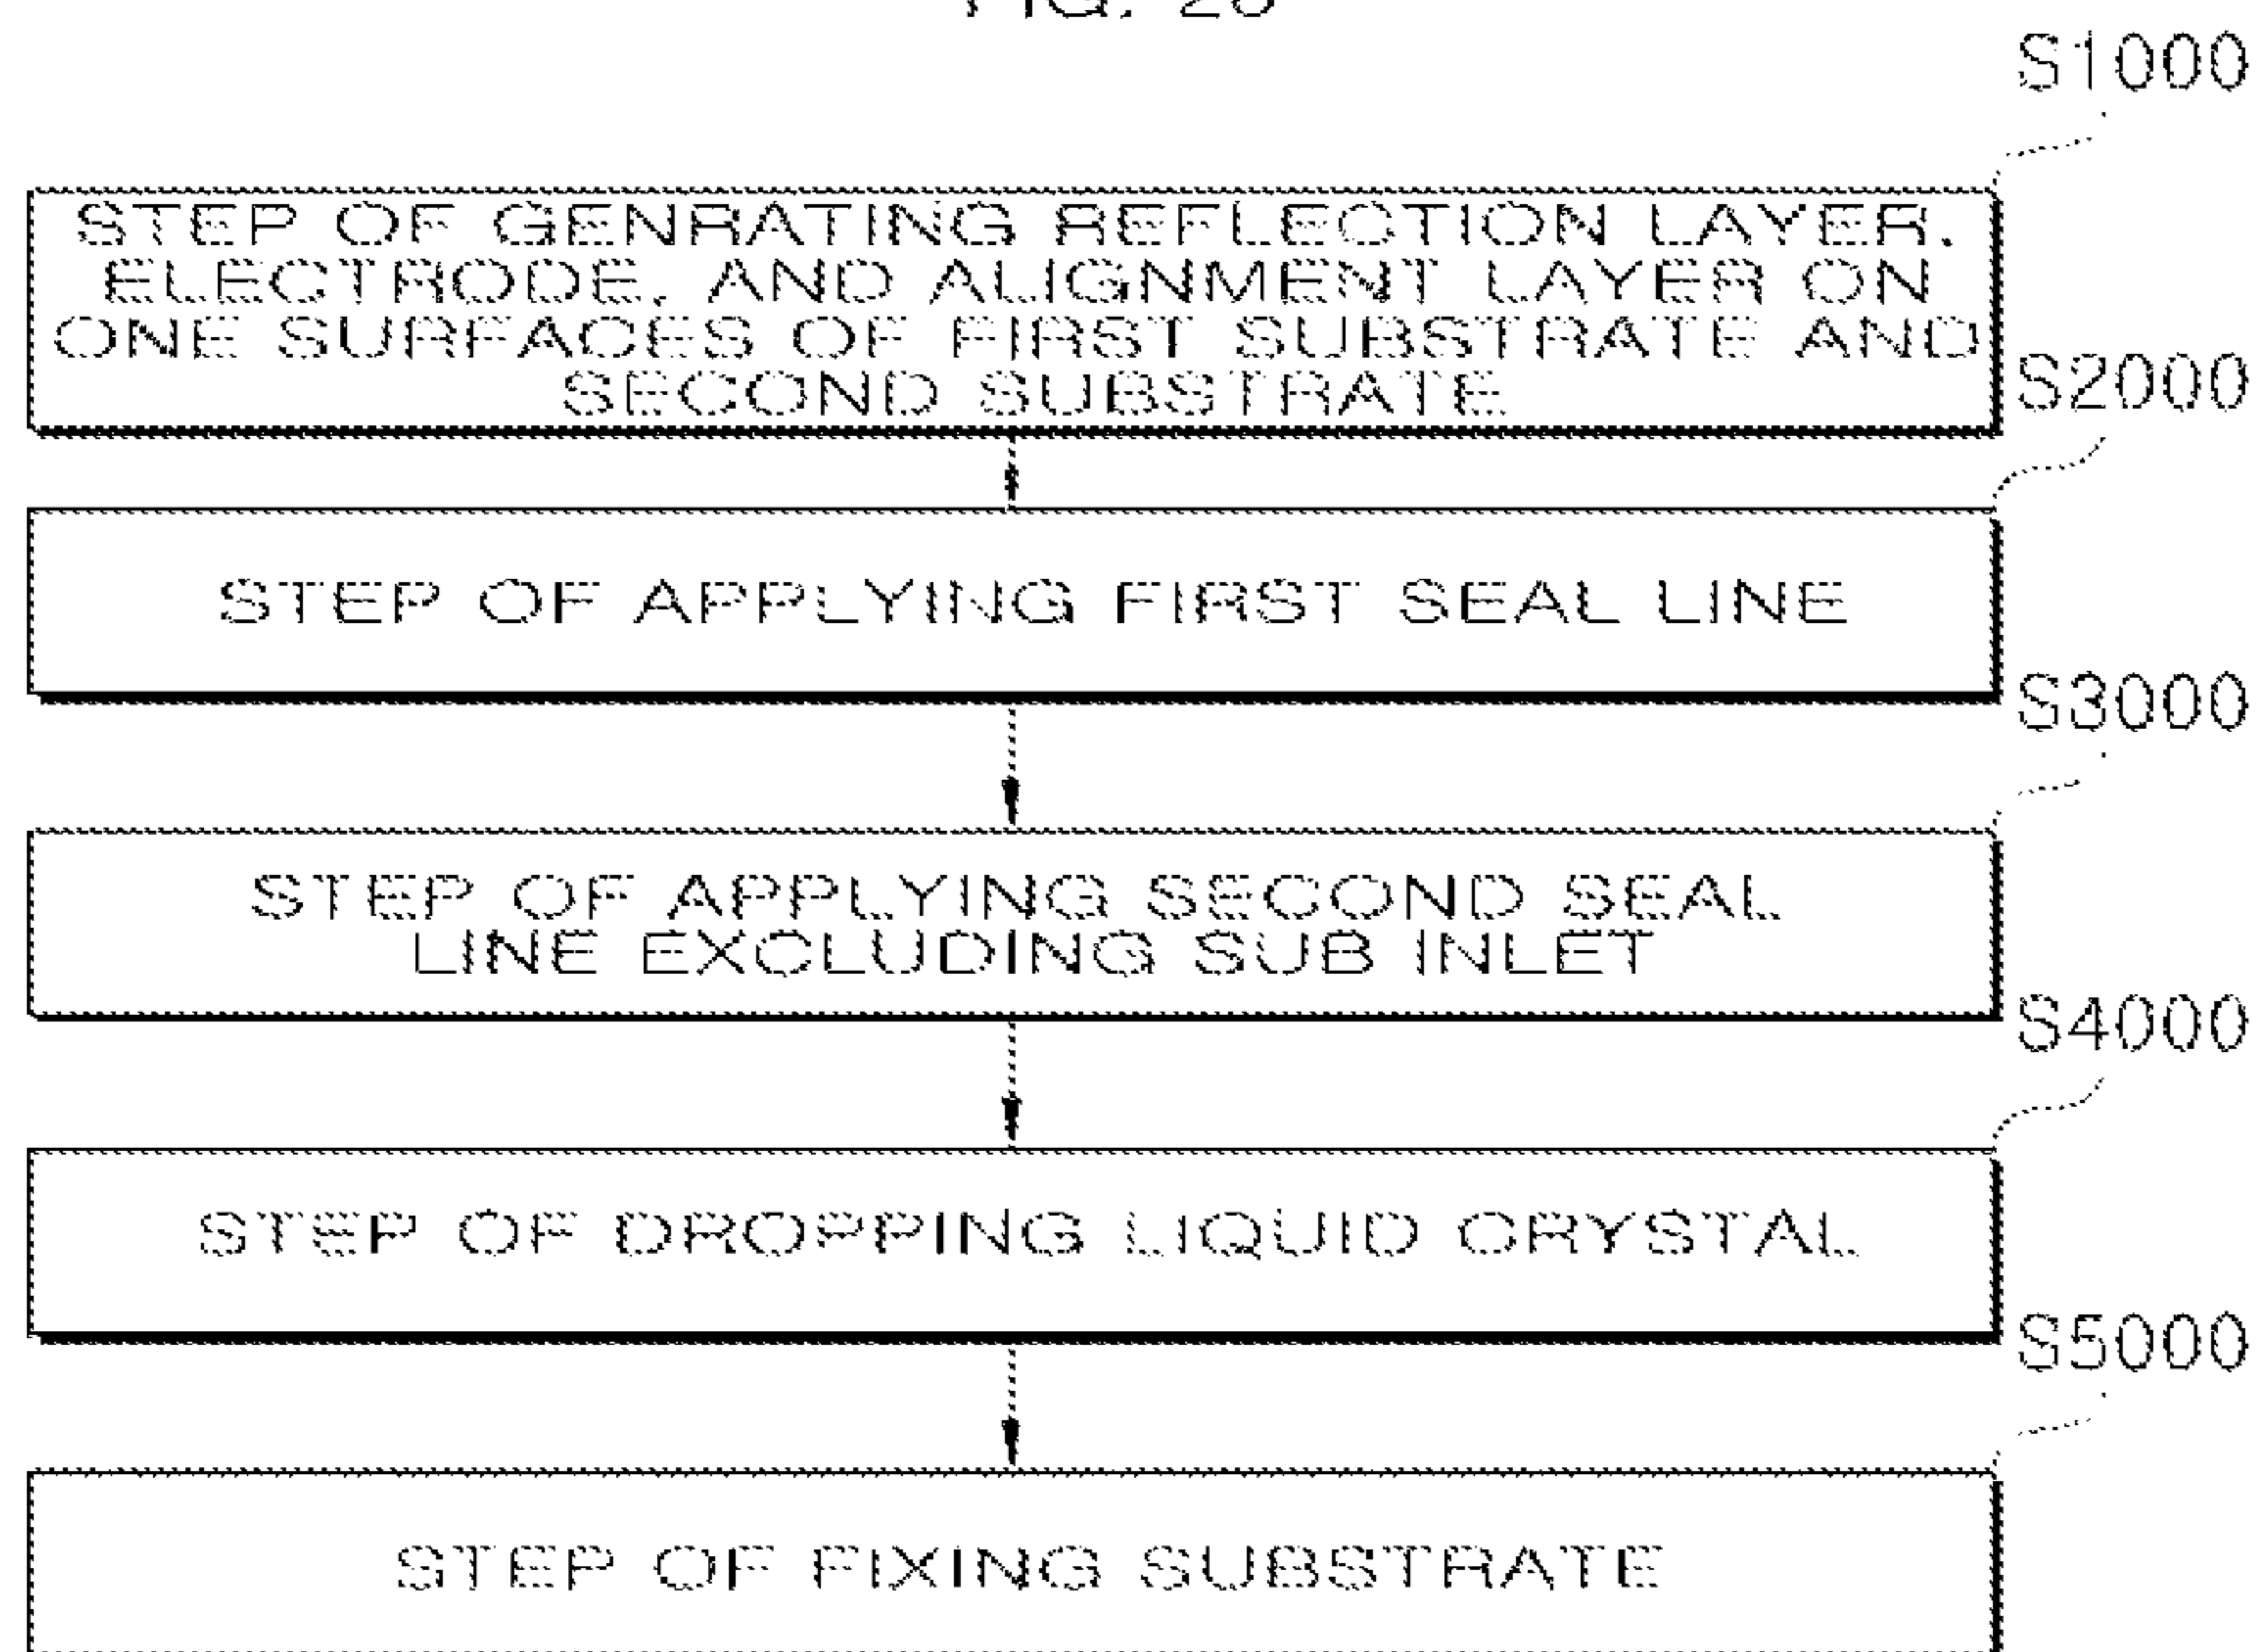 S1000
STEP OF GENRATING REFLECTION LAYER,
ELECTRODE, AND ALIGNMENT LAYER ON
ONE SURFACES OF FIRST SUBSTRATE AND
SECOND SUBSTRATE
S2000
STEP OF APPLYING FIRST SEAL LINE
S3000
STEP OF APPLYING SECOND SEAL
LINE EXCLUDING SUB INLET
S4000
STEP OF DROPPING LIQUID CRYSTAL
S5000
STEP OF FIXING SUBSTRATE